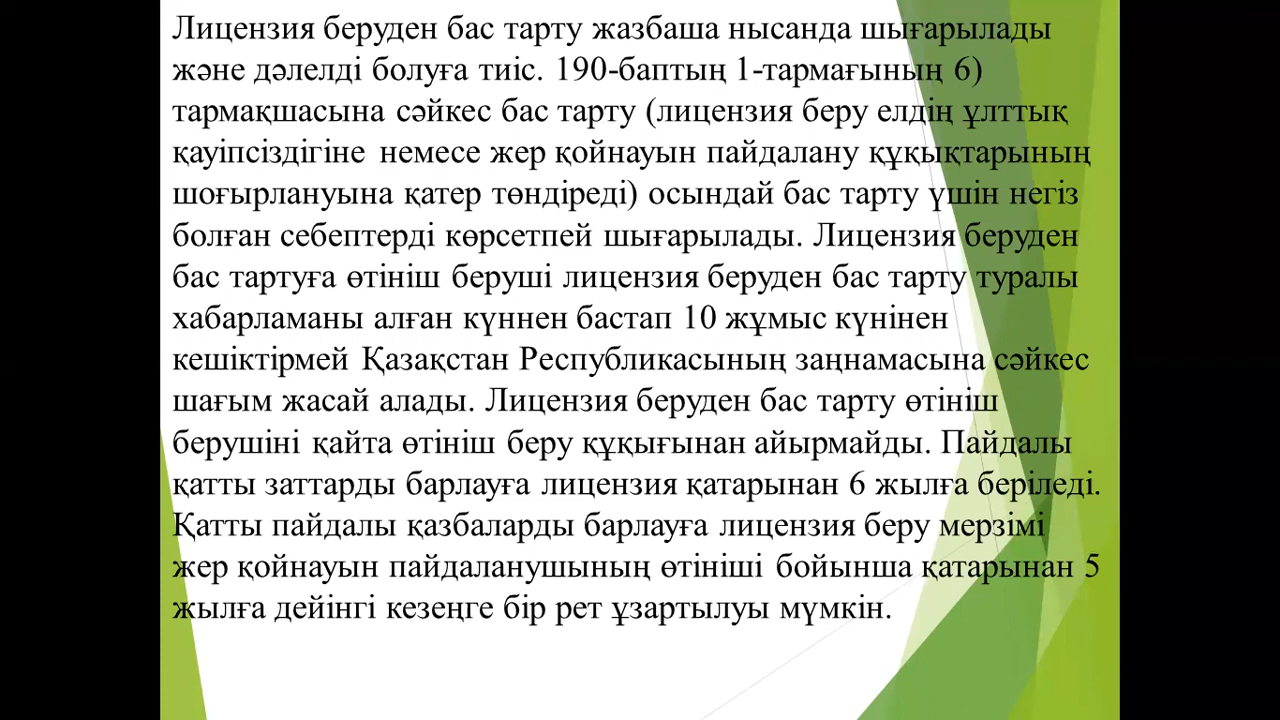 Лицензия беруден бас тарту жазбаша нысанда шығарылады
және дәлелді болуға тиіс. 190-баптың 1-тармағының 6)
тармақшасына сәйкес бас тарту (лицензия беру елдің ұлттық
қауіпсіздігіне немесе жер қойнауын пайдалану құқықтарының
шоғырлануына қатер төндіреді) осындай бас тарту үшін негіз
болған себептерді көрсетпей шығарылады. Лицензия беруден
бас тартуға өтініш беруші лицензия беруден бас тарту туралы
хабарламаны алған күннен бастап 10 жұмыс күнінен
кешіктірмей Қазақстан Республикасының заңнамасына сәйкес
шағым жасай алады. Лицензия беруден бас тарту өтініш
берушіні қайта өтініш беру құқығынан айырмайды. Пайдалы
қатты заттарды барлауға лицензия қатарынан 6 жылға беріледі.
Қатты пайдалы қазбаларды барлауға лицензия беру мерзімі
жер қойнауын пайдаланушының өтініші бойынша қатарынан 5
жылға дейінгі кезеңге бір рет ұзартылуы мүмкін.